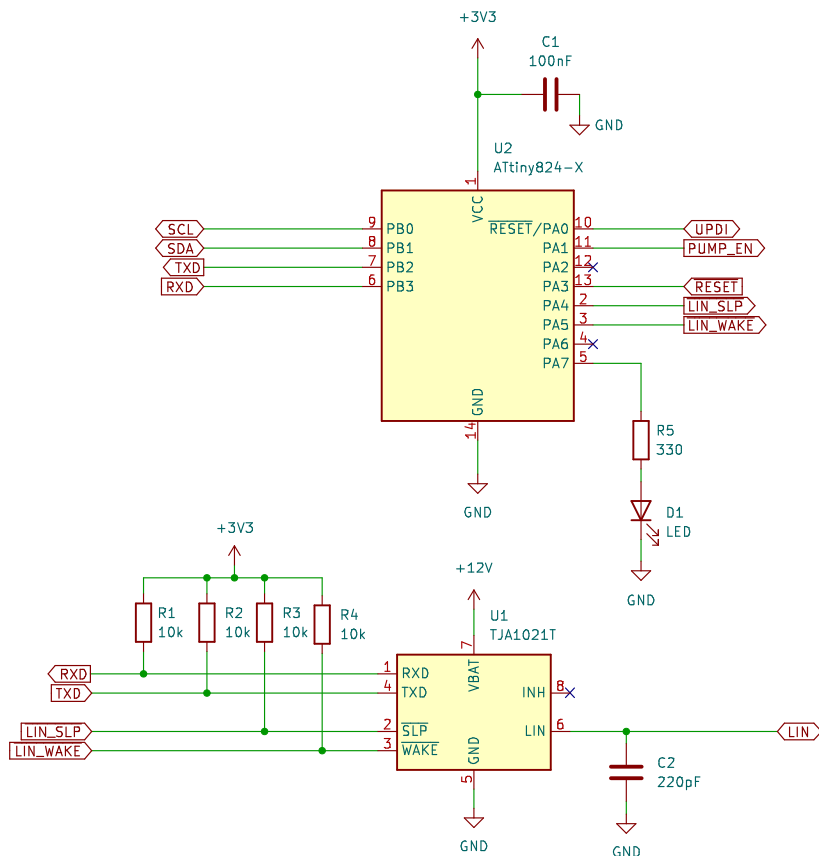 +3V3
C1
100nF
GND
U2
ATtiny824-X
1
VCC
SCL
9
PB0
RESET/PA0
10
UPDI
SDA
8
PB1
PA1
11
PUMP_EN
TXD
7
PB2
PA2
12
RXD
6
PB3
PA3
13
RESET
PA4
2
LIN_SLP
PA5
3
LIN_WAKE
PA6
4
PA7
5
GND
14
GND
R5
330
D1
LED
GND
+3V3
R1
10k
R2
10k
R3
10k
R4
10k
+12V
U1
TJA1021T
7
VBAT
RXD
1
RXD
TXD
4
TXD
INH
8
LIN_SLP
2
SLP
LIN
6
LIN
LIN_WAKE
3
WAKE
GND
5
GND
C2
220pF
GND